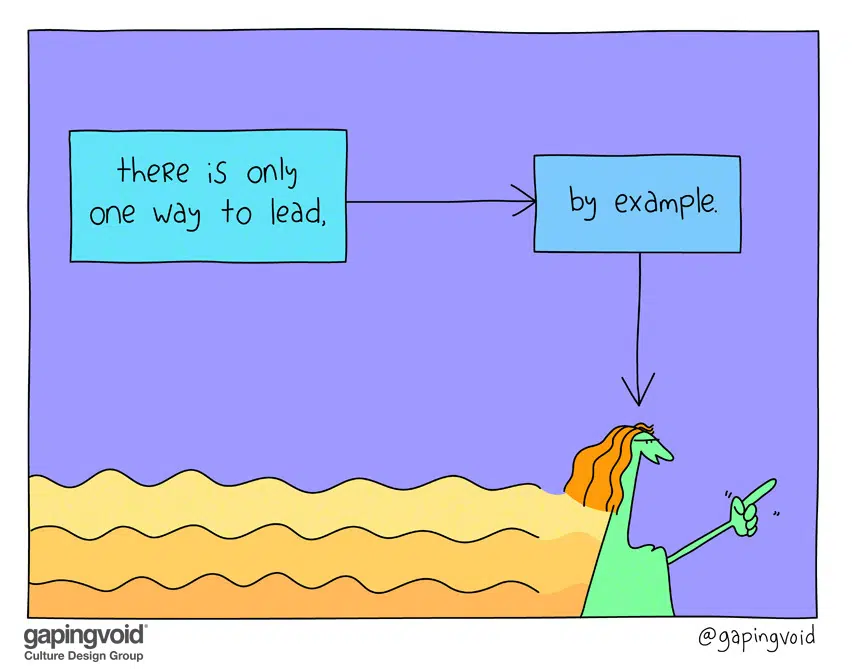 there is only
one way to lead,
by example.
gapingvoid®
Culture Design Group
@gapingvoid